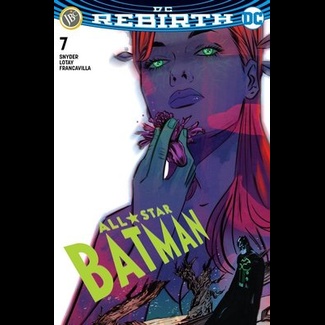 DC
REBIRTH
DC
7
SNYDER
LOTAY
FRANCAVILLA
ALL★STAR
BATMAN